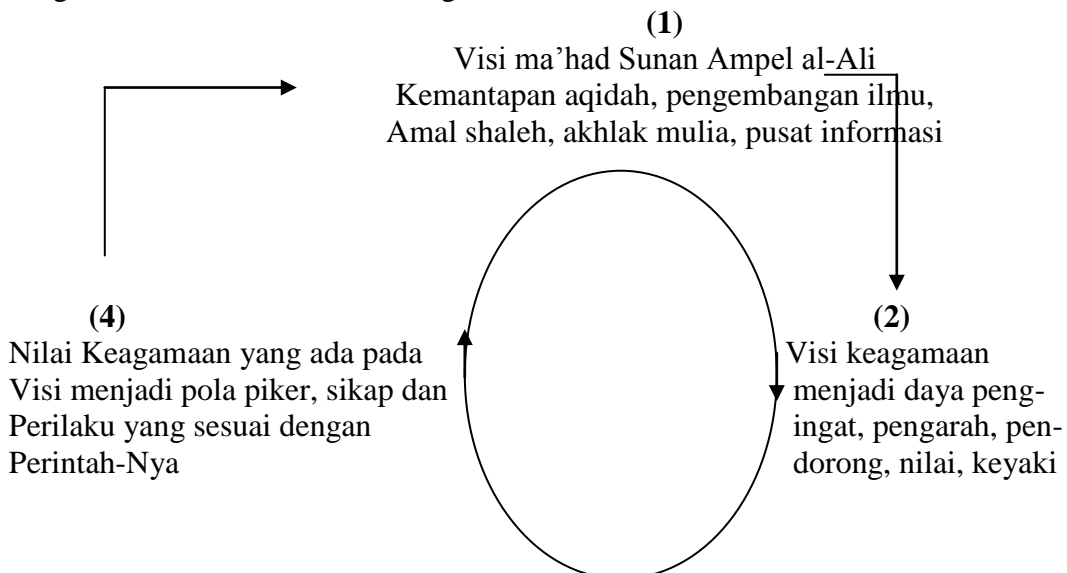 (1)
Visi ma’had Sunan Ampel al-Ali
Kemantapan aqidah, pengembangan ilmu,
Amal shaleh, akhlak mulia, pusat informasi
(4)
Nilai Keagamaan yang ada pada
Visi menjadi pola piker, sikap dan
Perilaku yang sesuai dengan
Perintah-Nya
(2)
Visi keagamaan
menjadi daya peng-
ingat, pengarah, pen-
dorong, nilai, keyaki